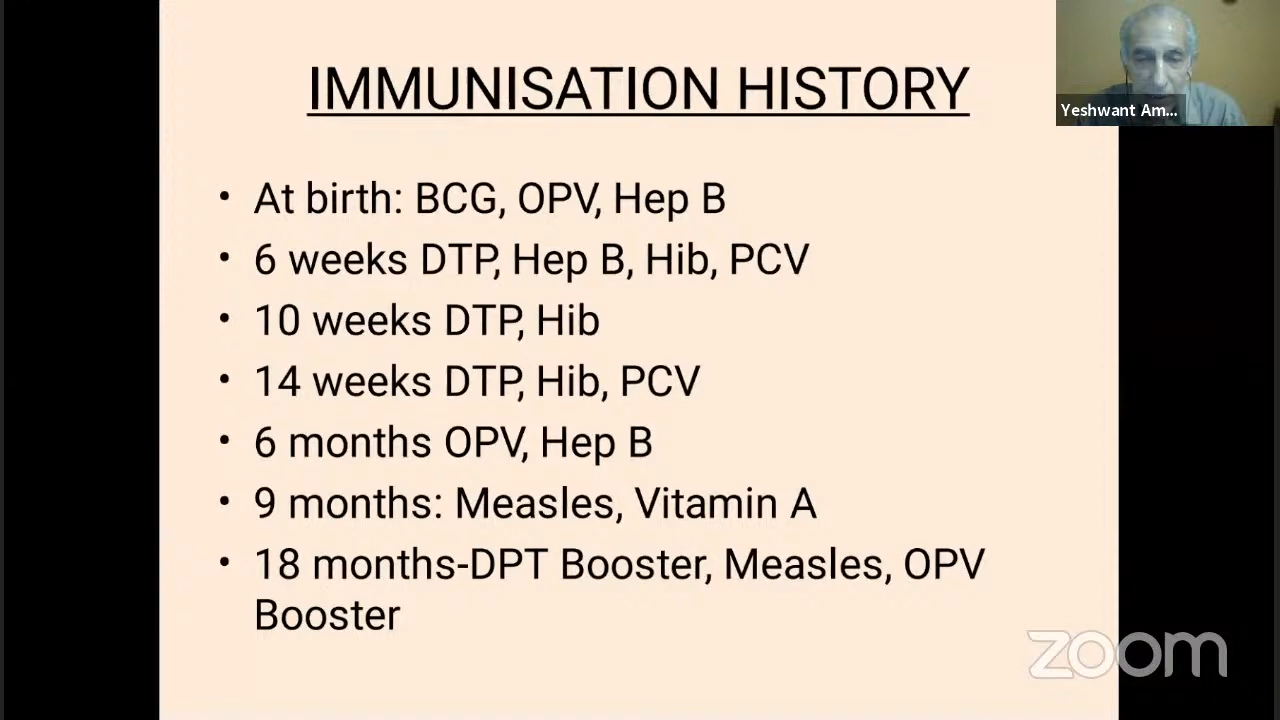 IMMUNISATION HISTORY
Yeshwant Am...
• At birth: BCG, OPV, Hep B
• 6 weeks DTP, Hep B, Hib, PCV
• 10 weeks DTP, Hib
• 14 weeks DTP, Hib, PCV
• 6 months OPV, Hep B
• 9 months: Measles, Vitamin A
• 18 months-DPT Booster, Measles, OPV
Booster
zoom